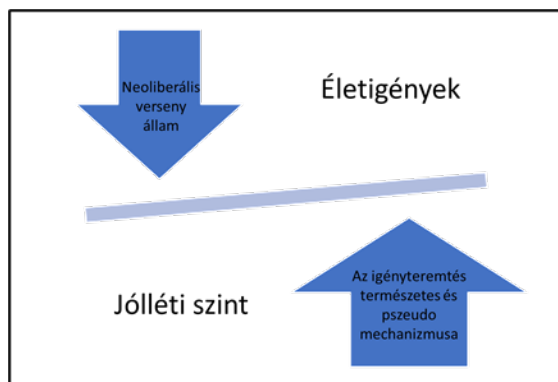 Neoliberális
verseny
állam
Életigények
Jólléti szint
Az igényteremtés
természetes és
pszeudo
mechanizmusa